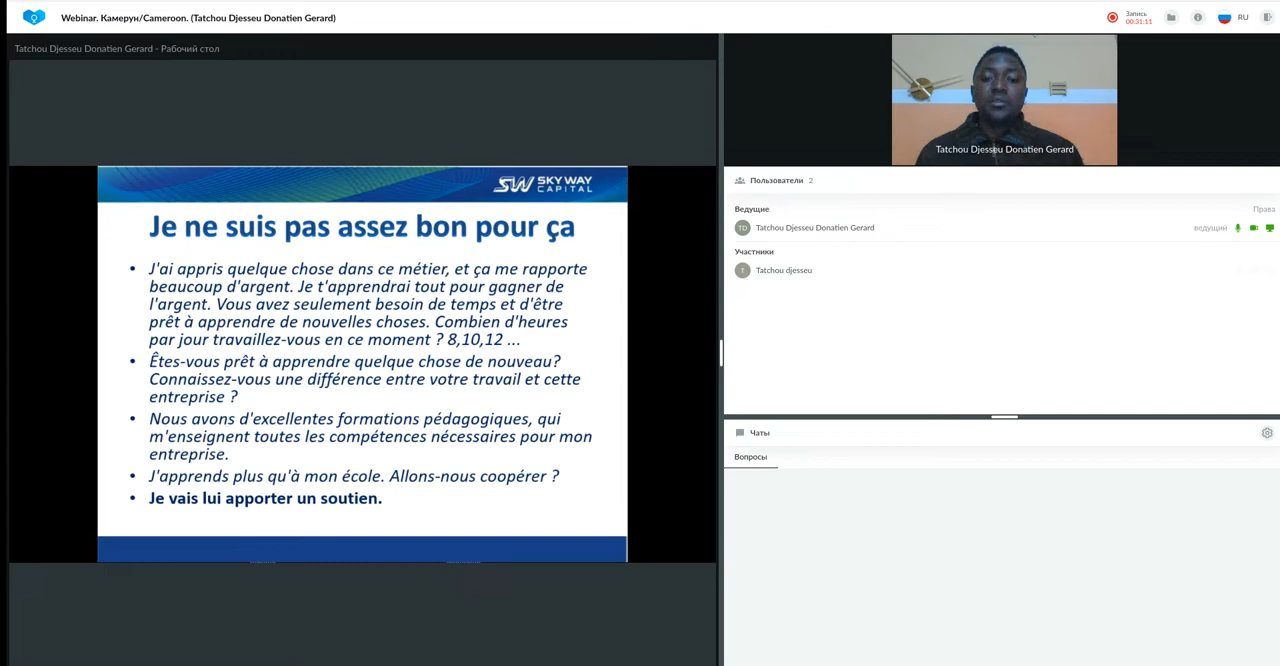 Webinar. Камерун/Cameroon. (Tatchou Djesseu Donatien Gerard)
Запись
00:31:11
RU
Tatchou Djesseu Donatien Gerard - Рабочий стол
SW SKY WAY
CAPITAL
Je ne suis pas assez bon pour ça
• J'ai appris quelque chose dans ce métier, et ça me rapporte
beaucoup d'argent. Je t'apprendrai tout pour gagner de
l'argent. Vous avez seulement besoin de temps et d'être
prêt à apprendre de nouvelles choses. Combien d'heures
par jour travaillez-vous en ce moment ? 8,10,12 ...
• Êtes-vous prêt à apprendre quelque chose de nouveau?
Connaissez-vous une différence entre votre travail et cette
entreprise ?
• Nous avons d'excellentes formations pédagogiques, qui
m'enseignent toutes les compétences nécessaires pour mon
entreprise.
• J'apprends plus qu'à mon école. Allons-nous coopérer ?
• Je vais lui apporter un soutien.
Tatchou Djesseu Donatien Gerard
Пользователи 2
Ведущие Права
TD Tatchou Djesseu Donatien Gerard ведущий
Участники
T Tatchou djesseu
Чаты
Вопросы